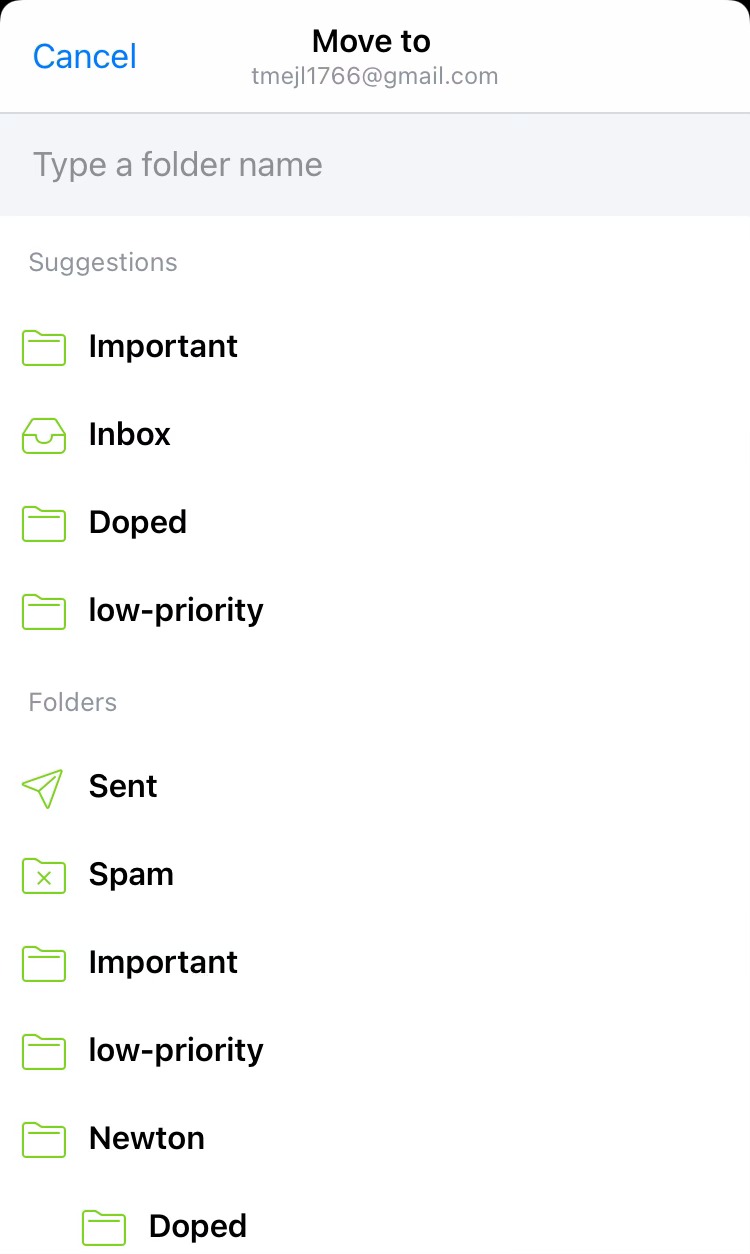 Cancel
Move to
tmejl1766@gmail.com
Type a folder name
Suggestions
Important
Inbox
Doped
low-priority
Folders
Sent
Spam
Important
low-priority
Newton
Doped